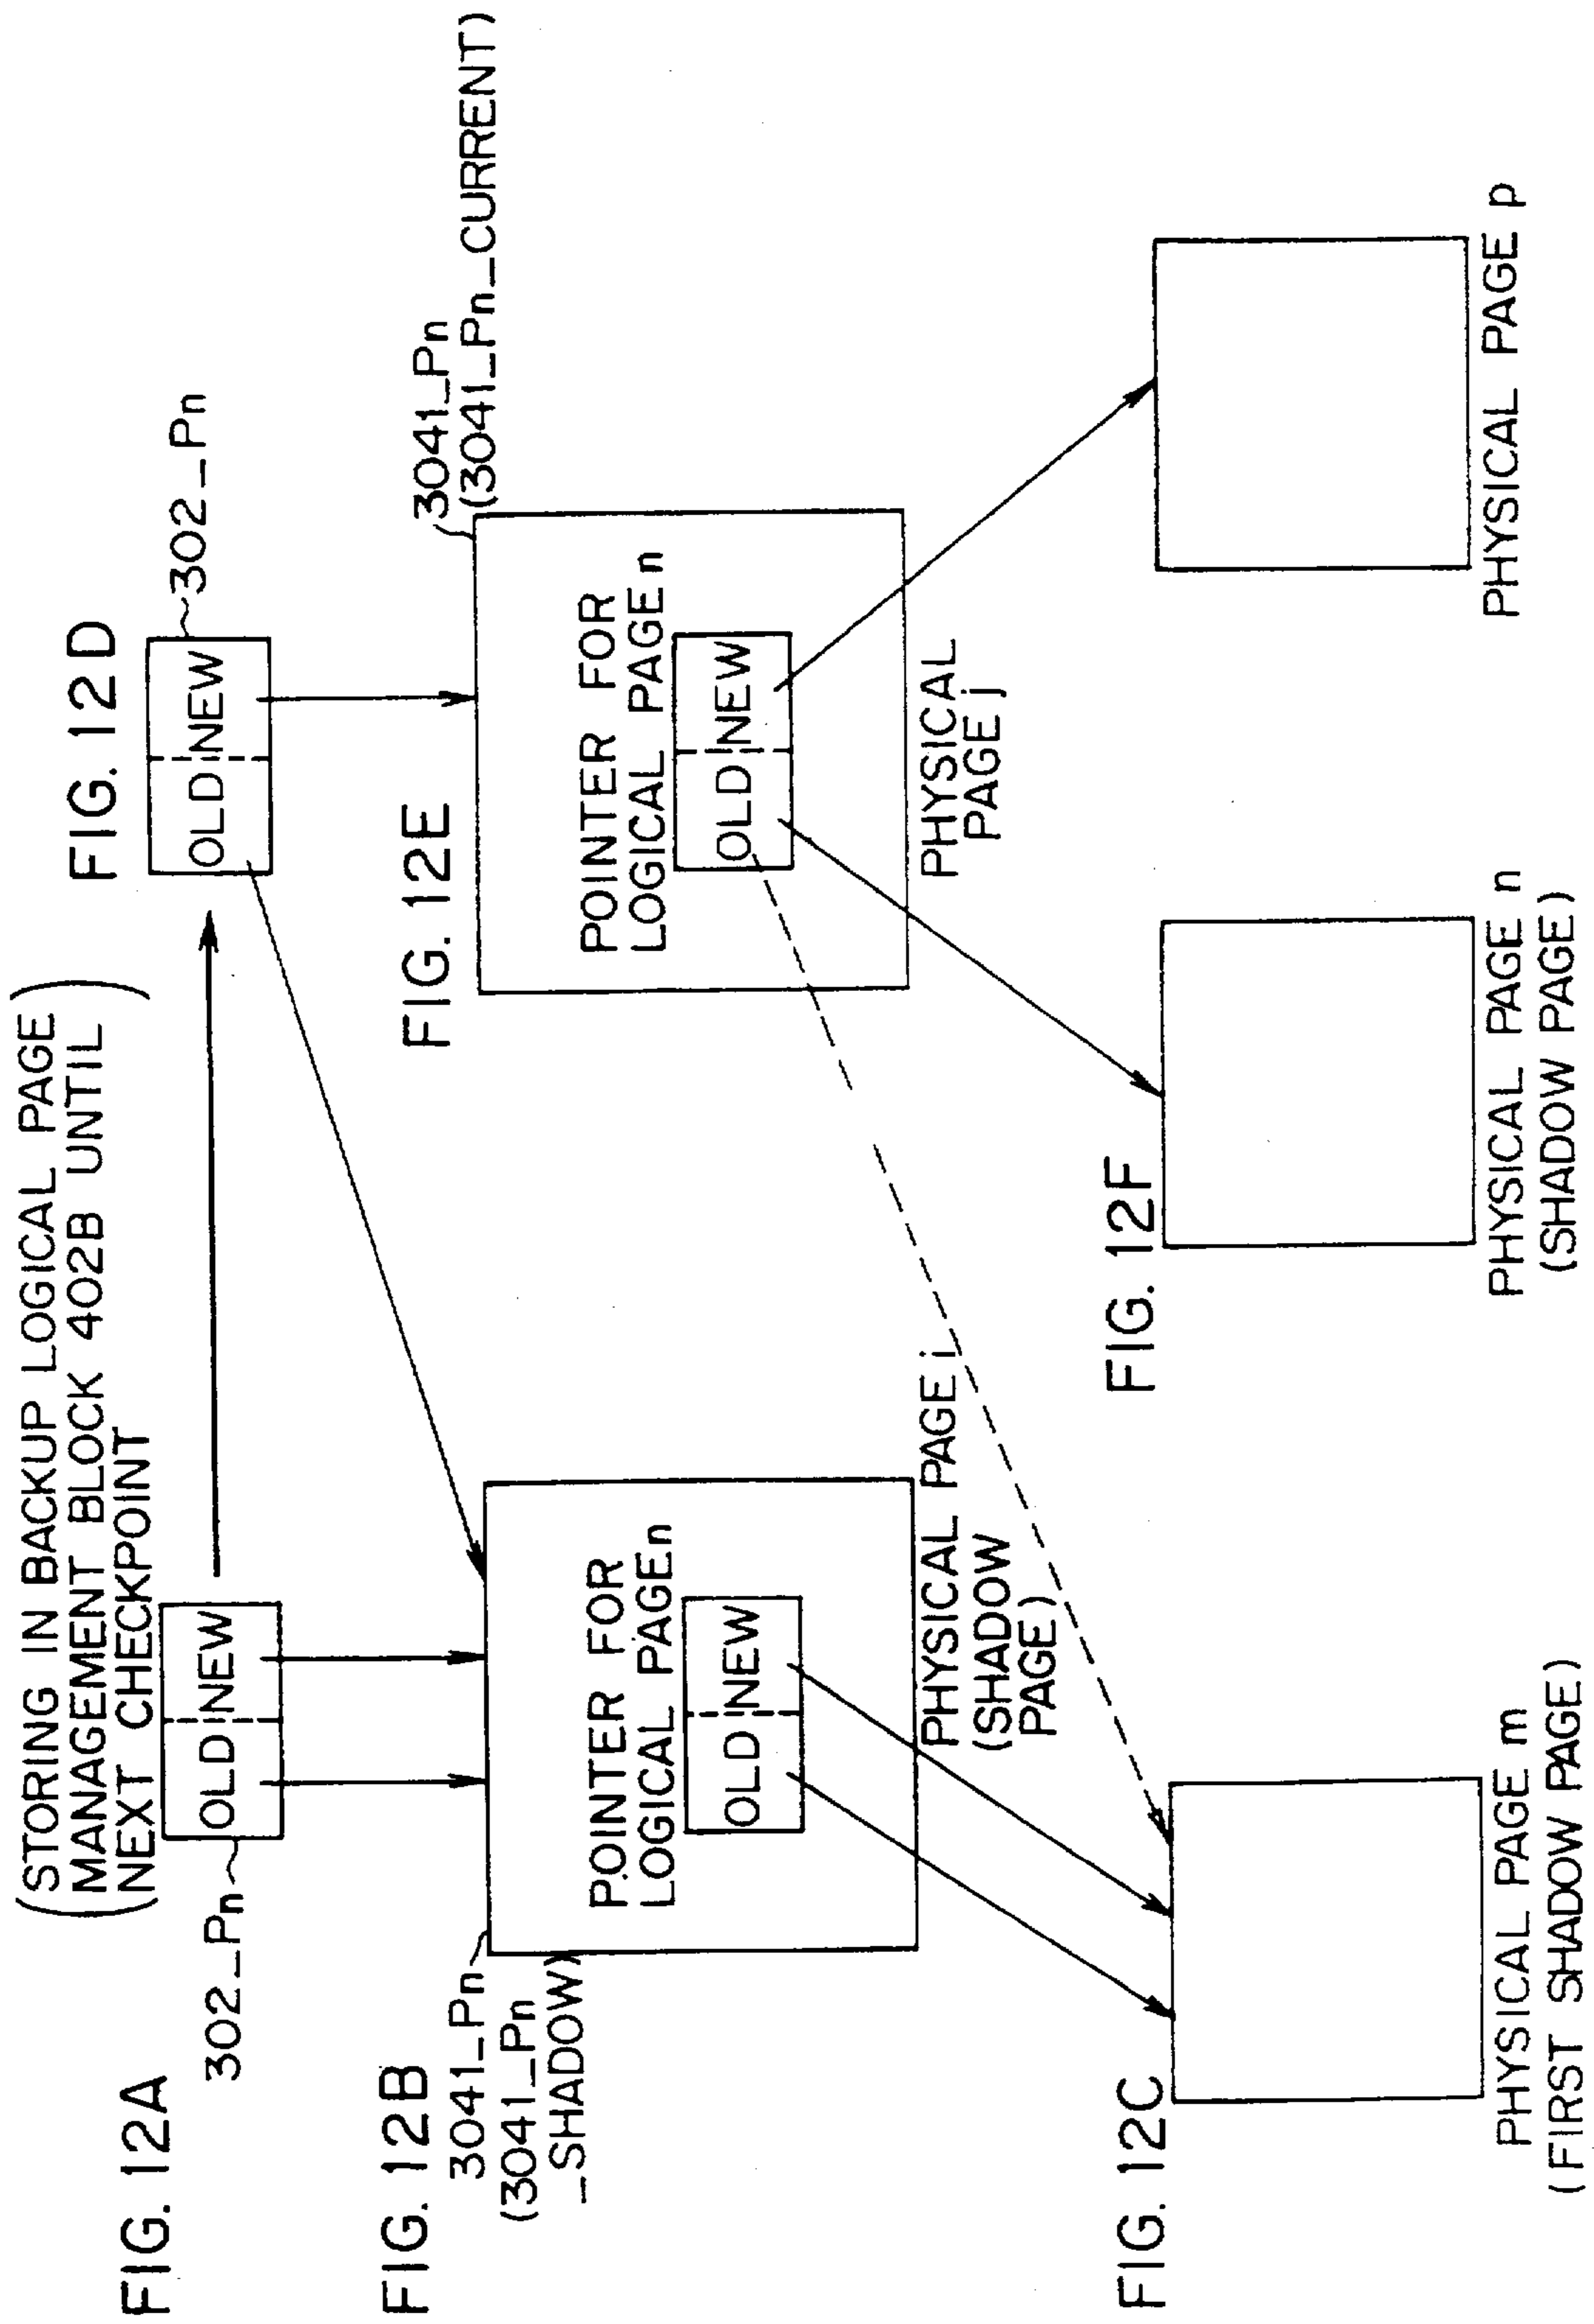 FIG. 12A
(STORING IN BACKUP LOGICAL PAGE
MANAGEMENT BLOCK 402B UNTIL
NEXT CHECKPOINT)
302_Pn
OLD NEW
FIG. 12D
OLD NEW
302_Pn
FIG. 12B
3041_Pn
(3041_Pn
_SHADOW)
POINTER FOR
LOGICAL PAGE n
OLD NEW
PHYSICAL PAGE i
(SHADOW
PAGE)
FIG. 12E
3041_Pn
(3041_Pn_CURRENT)
POINTER FOR
LOGICAL PAGE n
OLD NEW
PHYSICAL
PAGE j
FIG. 12C
PHYSICAL PAGE m
(FIRST SHADOW PAGE)
FIG. 12F
PHYSICAL PAGE n
(SHADOW PAGE)
PHYSICAL PAGE p